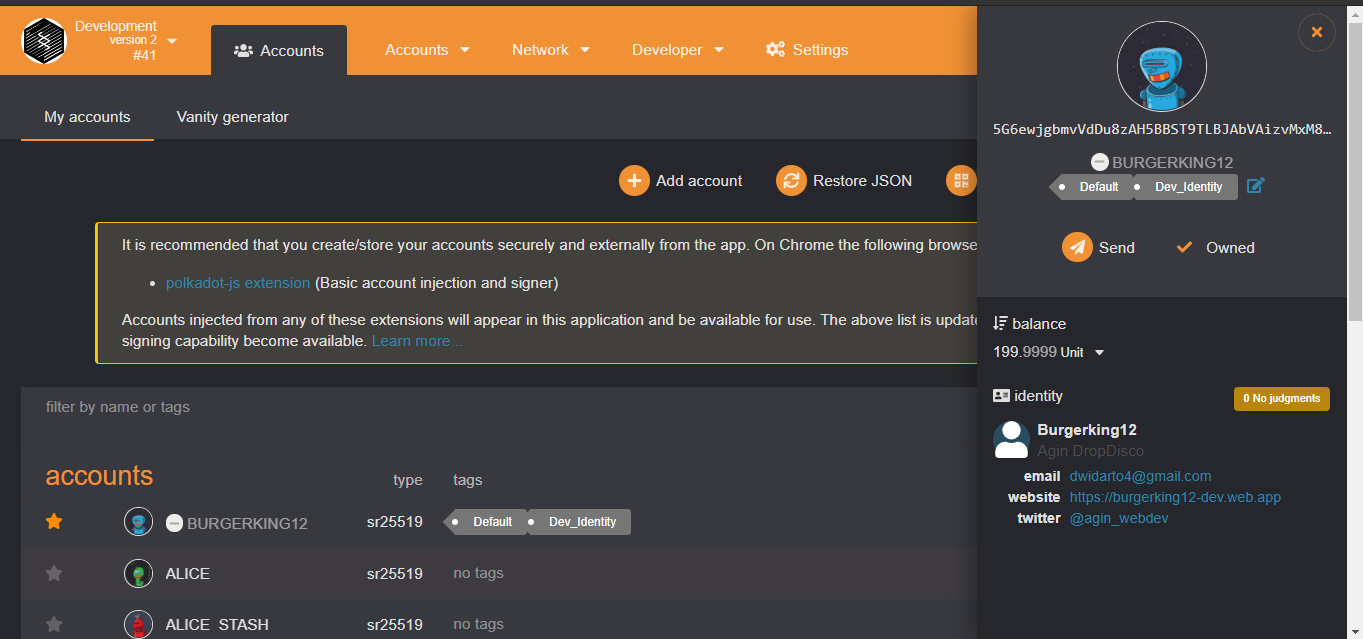 Development
version 2
#41
Accounts
Accounts
Network
Developer
Settings
My accounts
Vanity generator
Add account
Restore JSON
It is recommended that you create/store your accounts securely and externally from the app. On Chrome the following browse
polkadot-js extension (Basic account injection and signer)
Accounts injected from any of these extensions will appear in this application and be available for use. The above list is update
signing capability become available. Learn more...
filter by name or tags
accounts
type
tags
BURGERKING12
sr25519
Default
Dev_Identity
ALICE
sr25519
no tags
ALICE STASH
sr25519
no tags
5G6ewjgbmvVdDu8zAH5BBST9TLBJAbVAizvMxM8…
BURGERKING12
Default
Dev_Identity
Send
Owned
balance
199.9999 Unit
identity
0 No judgments
Burgerking12
Agin DropDisco
email dwidarto4@gmail.com
website https://burgerking12-dev.web.app
twitter @agin_webdev